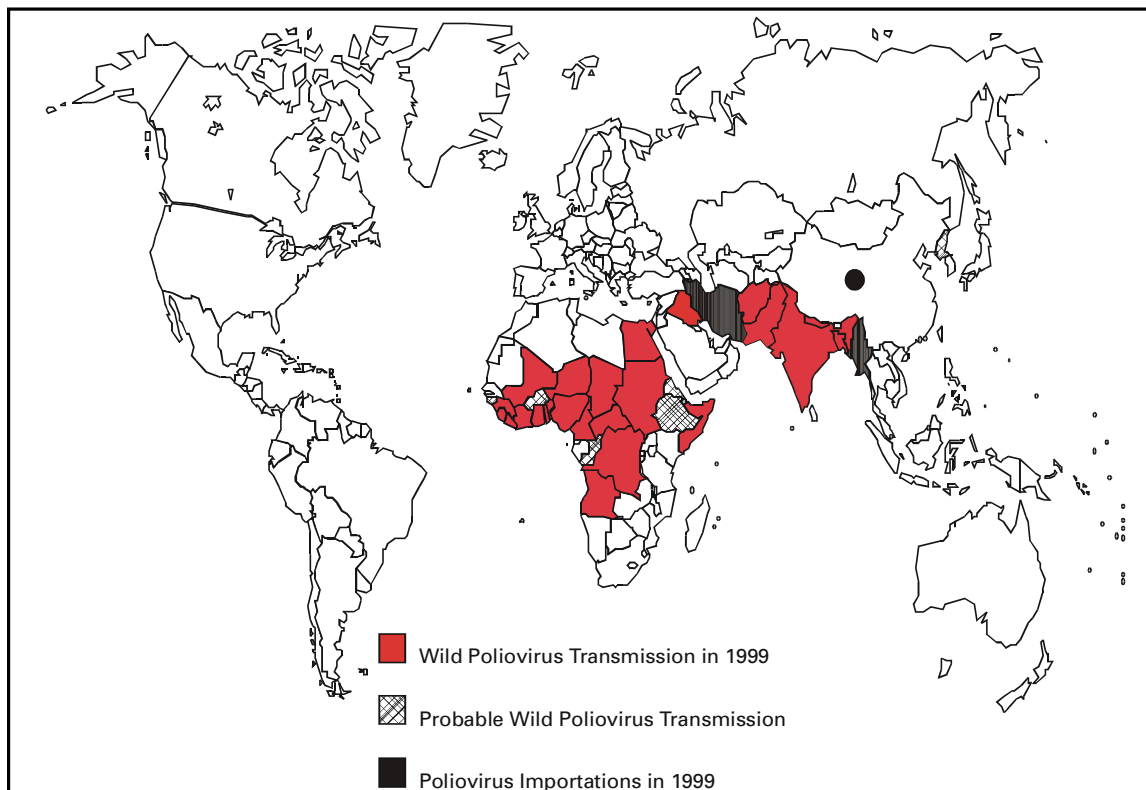 Wild Poliovirus Transmission in 1999
Probable Wild Poliovirus Transmission
Poliovirus Importations in 1999